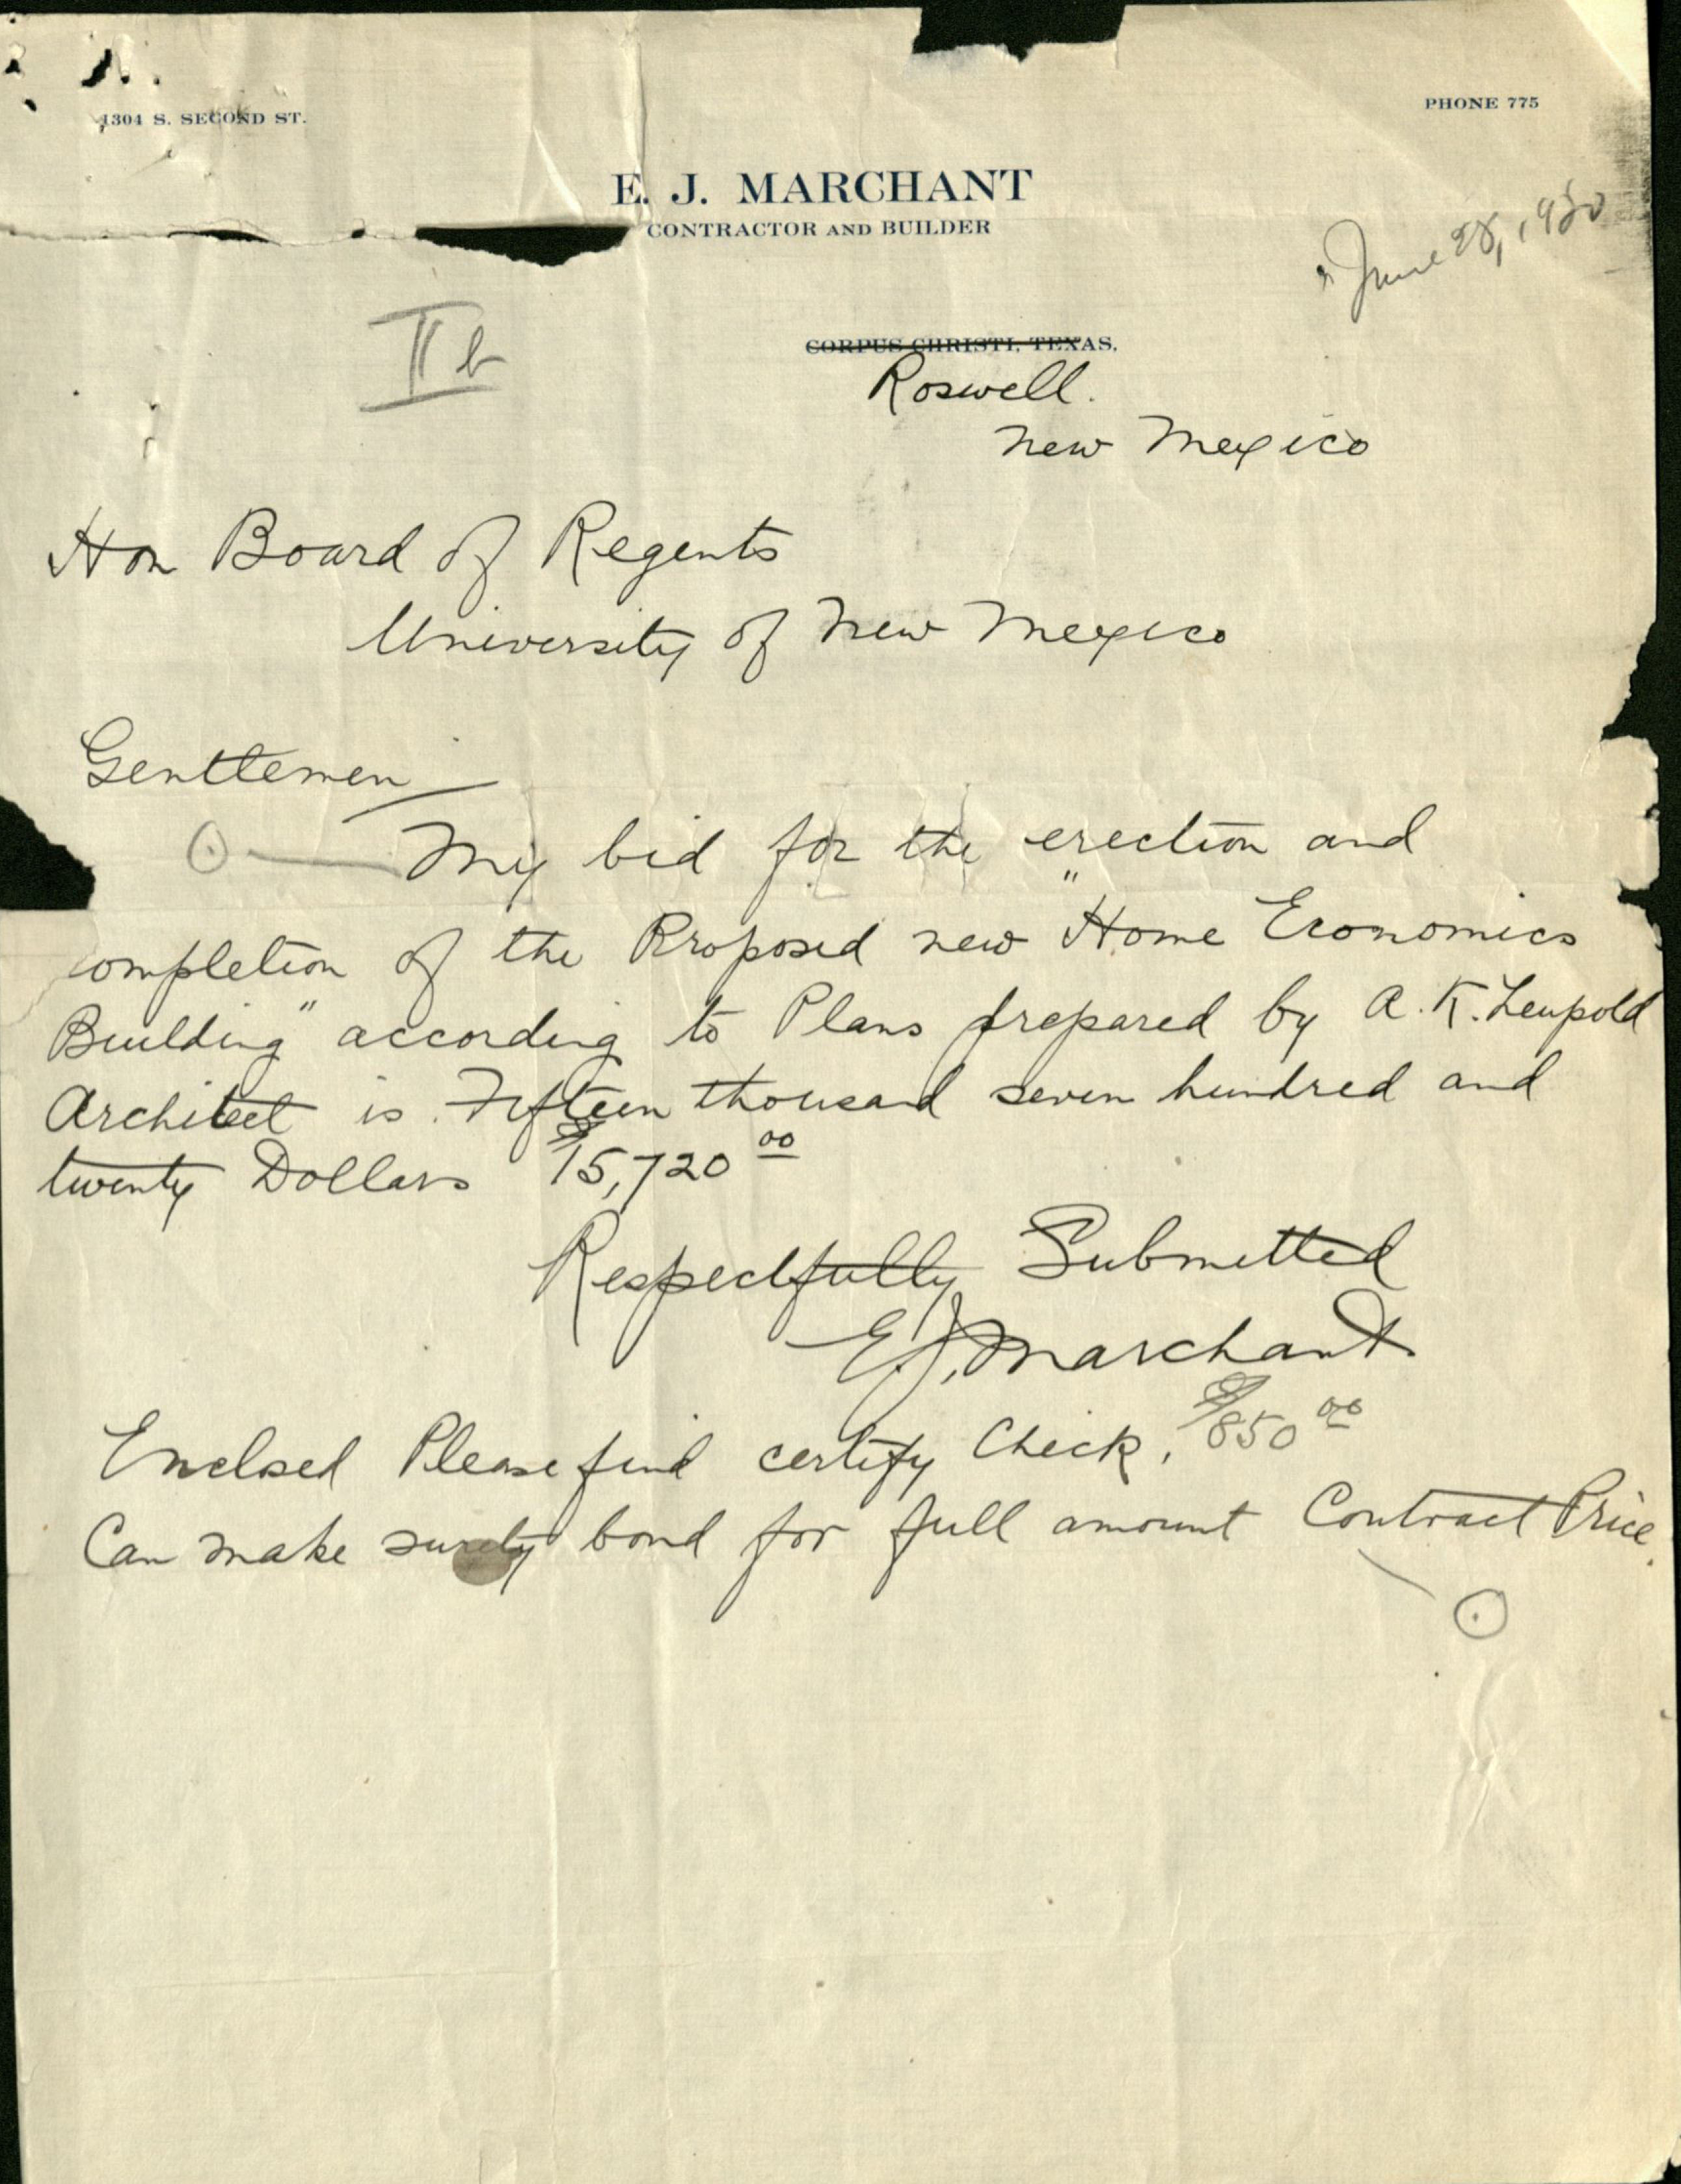 1304 S. SECOND ST.
PHONE 775
E. J. MARCHANT
CONTRACTOR AND BUILDER
June 28, 1920
II b
CORPUS CHRISTI, TEXAS.
Roswell.
New Mexico
Hon Board of Regents
University of New Mexico
Gentlemen
My bid for the erection and
completion of the Proposed new "Home Economics
Building" according to Plans prepared by A. K. Leupold
Architect is Fifteen thousand seven hundred and
twenty Dollars $15,720 00
Respectfully Submitted
E. J. Marchant
Enclosed Please find certify Check, $850 00
Can make surety bond for full amount Contract Price.